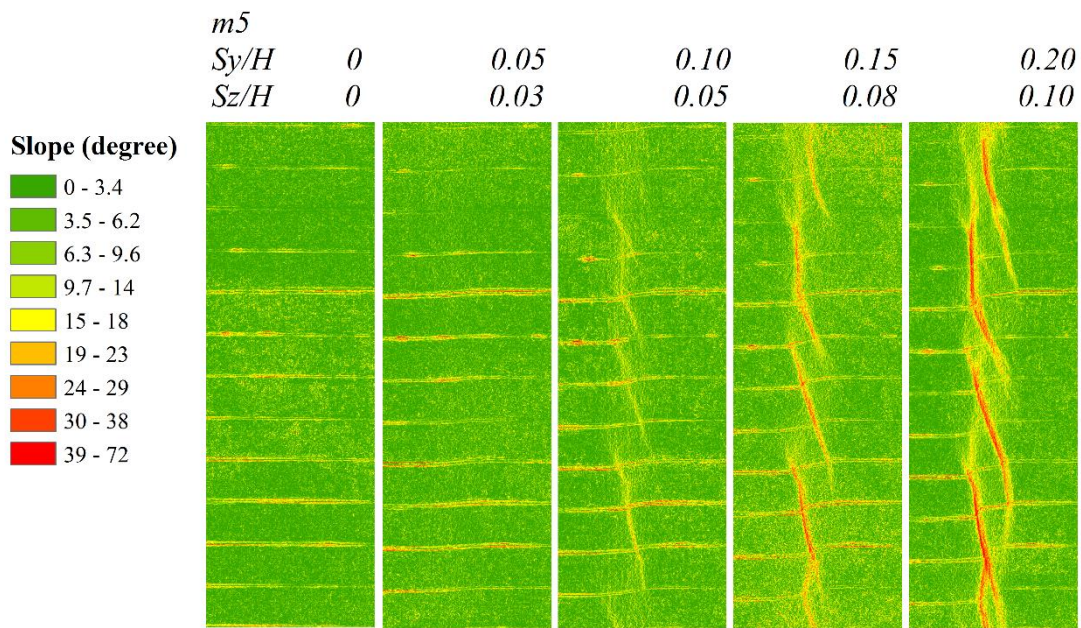 m5
Sy/H 0 0.05 0.10 0.15 0.20
Sz/H 0 0.03 0.05 0.08 0.10
Slope (degree)
0 - 3.4
3.5 - 6.2
6.3 - 9.6
9.7 - 14
15 - 18
19 - 23
24 - 29
30 - 38
39 - 72